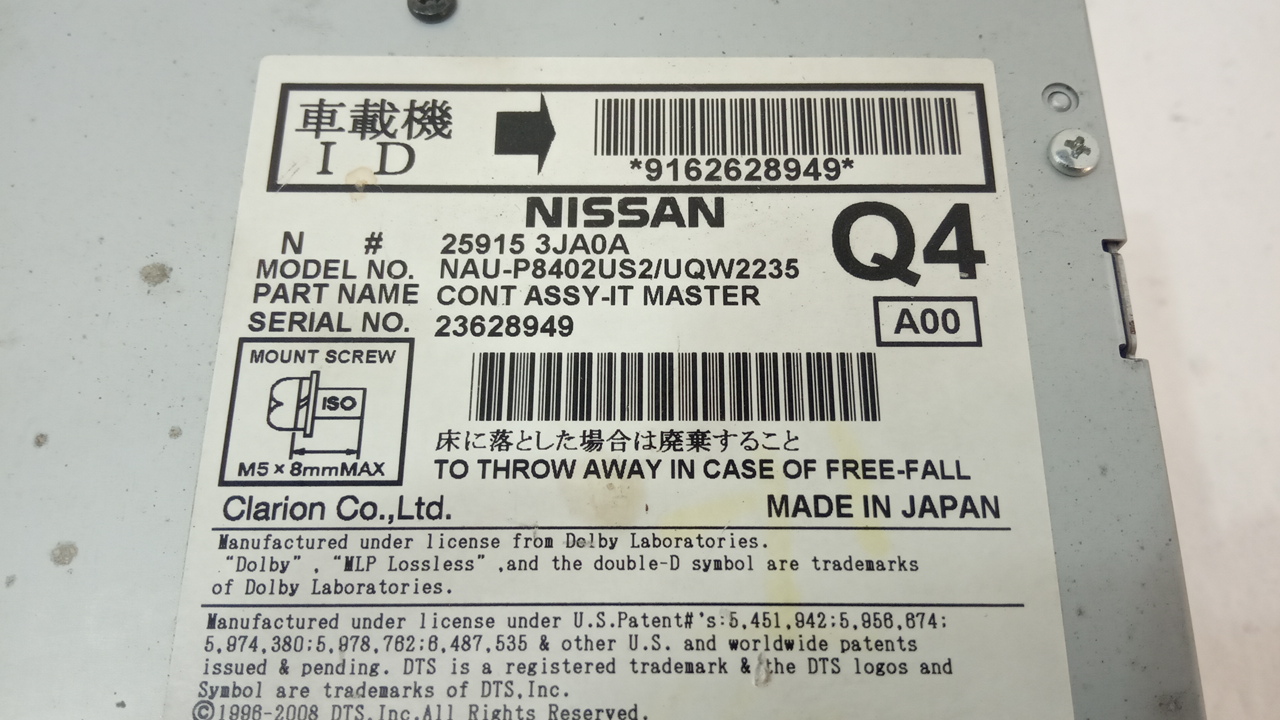 車載機
ID
*9162628949*
NISSAN
Q4
N # 25915 3JA0A
MODEL NO. NAU-P8402US2/UQW2235
PART NAME CONT ASSY-IT MASTER
SERIAL NO. 23628949
A00
MOUNT SCREW
ISO
M5×8mmMAX
床に落とした場合は廃棄すること
TO THROW AWAY IN CASE OF FREE-FALL
Clarion Co.,Ltd.
MADE IN JAPAN
Manufactured under license from Dolby Laboratories.
“Dolby”, “MLP Lossless” ,and the double-D symbol are trademarks
of Dolby Laboratories.
Manufactured under license under U.S.Patent#'s:5,451,942;5,956,674;
5,974,380;5,978,762;6,487,535 & other U.S. and worldwide patents
issued & pending. DTS is a registered trademark & the DTS logos and
Symbol are trademarks of DTS,Inc.
©1996-2008 DTS,Inc.All Rights Reserved.